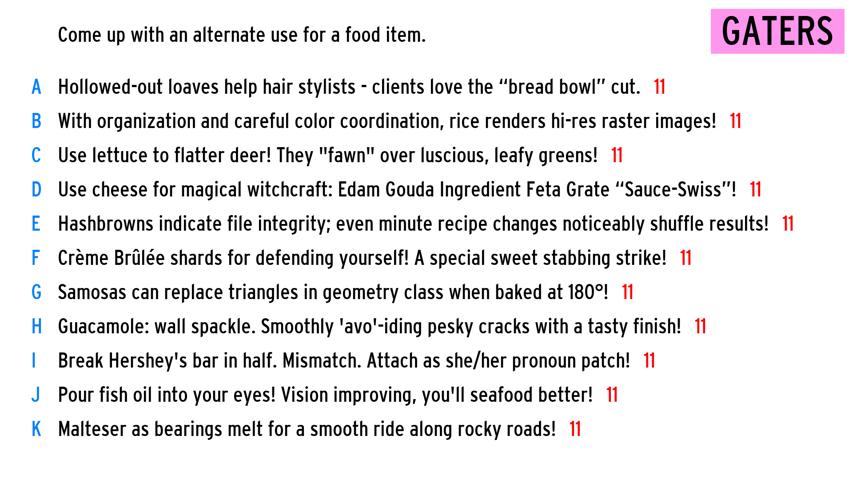 Come up with an alternate use for a food item.
GATERS
A Hollowed-out loaves help hair stylists - clients love the “bread bowl” cut. 11
B With organization and careful color coordination, rice renders hi-res raster images! 11
C Use lettuce to flatter deer! They "fawn" over luscious, leafy greens! 11
D Use cheese for magical witchcraft: Edam Gouda Ingredient Feta Grate “Sauce-Swiss”! 11
E Hashbrowns indicate file integrity; even minute recipe changes noticeably shuffle results! 11
F Crème Brûlée shards for defending yourself! A special sweet stabbing strike! 11
G Samosas can replace triangles in geometry class when baked at 180°! 11
H Guacamole: wall spackle. Smoothly 'avo'-iding pesky cracks with a tasty finish! 11
I Break Hershey's bar in half. Mismatch. Attach as she/her pronoun patch! 11
J Pour fish oil into your eyes! Vision improving, you'll seafood better! 11
K Malteser as bearings melt for a smooth ride along rocky roads! 11